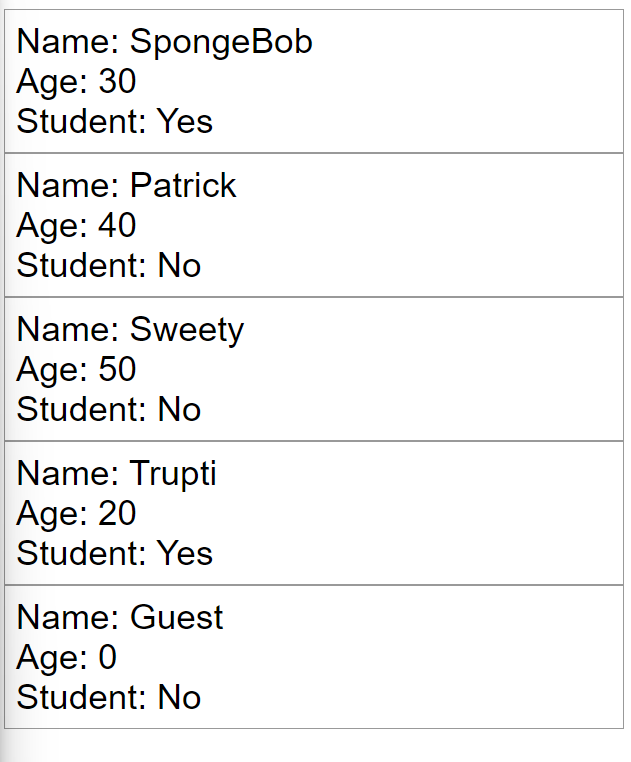 Name: SpongeBob
Age: 30
Student: Yes
Name: Patrick
Age: 40
Student: No
Name: Sweety
Age: 50
Student: No
Name: Trupti
Age: 20
Student: Yes
Name: Guest
Age: 0
Student: No